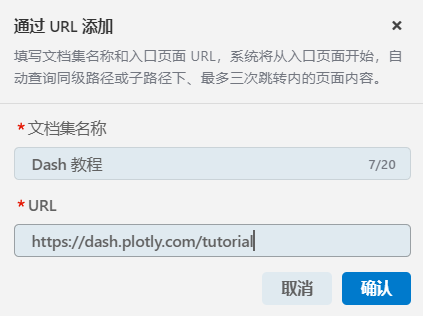 通过 URL 添加
填写文档集名称和入口页面 URL，系统将从入口页面开始，自
动查询同级路径或子路径下、最多三次跳转内的页面内容。
* 文档集名称
Dash 教程 7/20
* URL
https://dash.plotly.com/tutorial
取消 确认